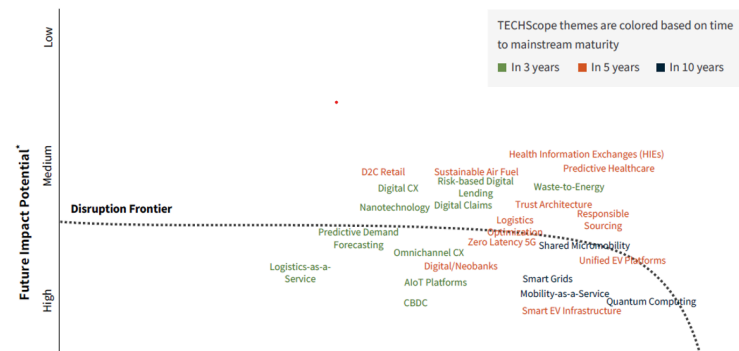 TECHScope themes are colored based on time
to mainstream maturity
In 3 years
In 5 years
In 10 years
Low
Medium
High
Future Impact Potential*
Disruption Frontier
Health Information Exchanges (HIEs)
Predictive Healthcare
D2C Retail
Sustainable Air Fuel
Risk-based Digital
Lending
Digital CX
Waste-to-Energy
Nanotechnology
Digital Claims
Trust Architecture
Responsible
Sourcing
Logistics
Optimization
Predictive Demand
Forecasting
Zero Latency 5G
Shared Micromobility
Omnichannel CX
Unified EV Platforms
Logistics-as-a-
Service
Digital/Neobanks
AIoT Platforms
Smart Grids
Mobility-as-a-Service
CBDC
Quantum Computing
Smart EV Infrastructure